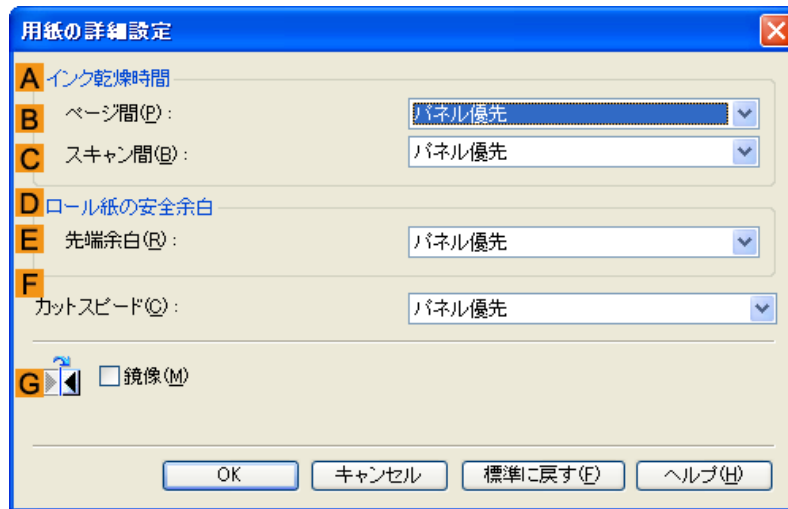 用紙の詳細設定
A インク乾燥時間
B ページ間(P): パネル優先
C スキャン間(B): パネル優先
D ロール紙の安全余白
E 先端余白(R): パネル優先
F
カットスピード(C): パネル優先
G 鏡像(M)
OK キャンセル 標準に戻す(F) ヘルプ(H)